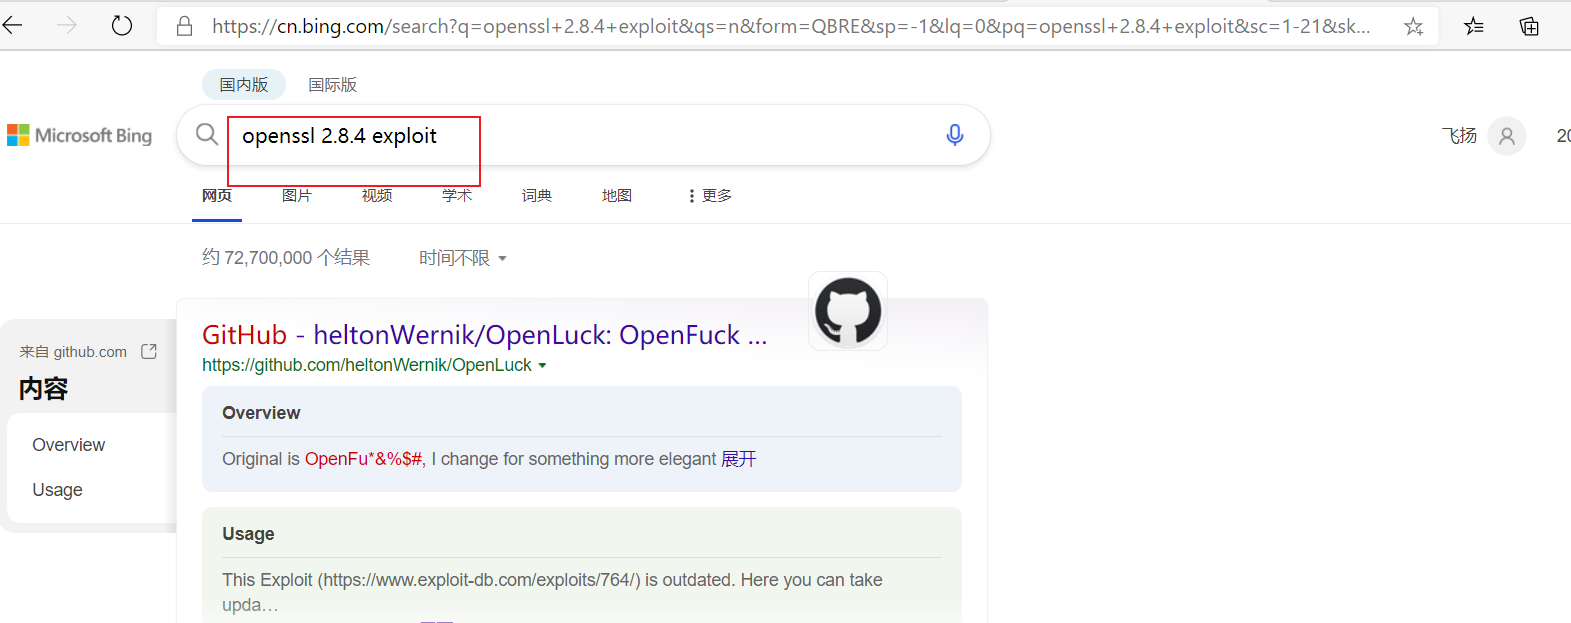 https://cn.bing.com/search?q=openssl+2.8.4+exploit&qs=n&form=QBRE&sp=-1&lq=0&pq=openssl+2.8.4+exploit&sc=1-21&sk...
国内版 国际版
Microsoft Bing
openssl 2.8.4 exploit
飞扬
20
网页 图片 视频 学术 词典 地图 更多
约 72,700,000 个结果 时间不限
来自 github.com
内容
Overview
Usage
GitHub - heltonWernik/OpenLuck: OpenFuck ...
https://github.com/heltonWernik/OpenLuck
Overview
Original is OpenFu*&%$#, I change for something more elegant 展开
Usage
This Exploit (https://www.exploit-db.com/exploits/764/) is outdated. Here you can take
upda…